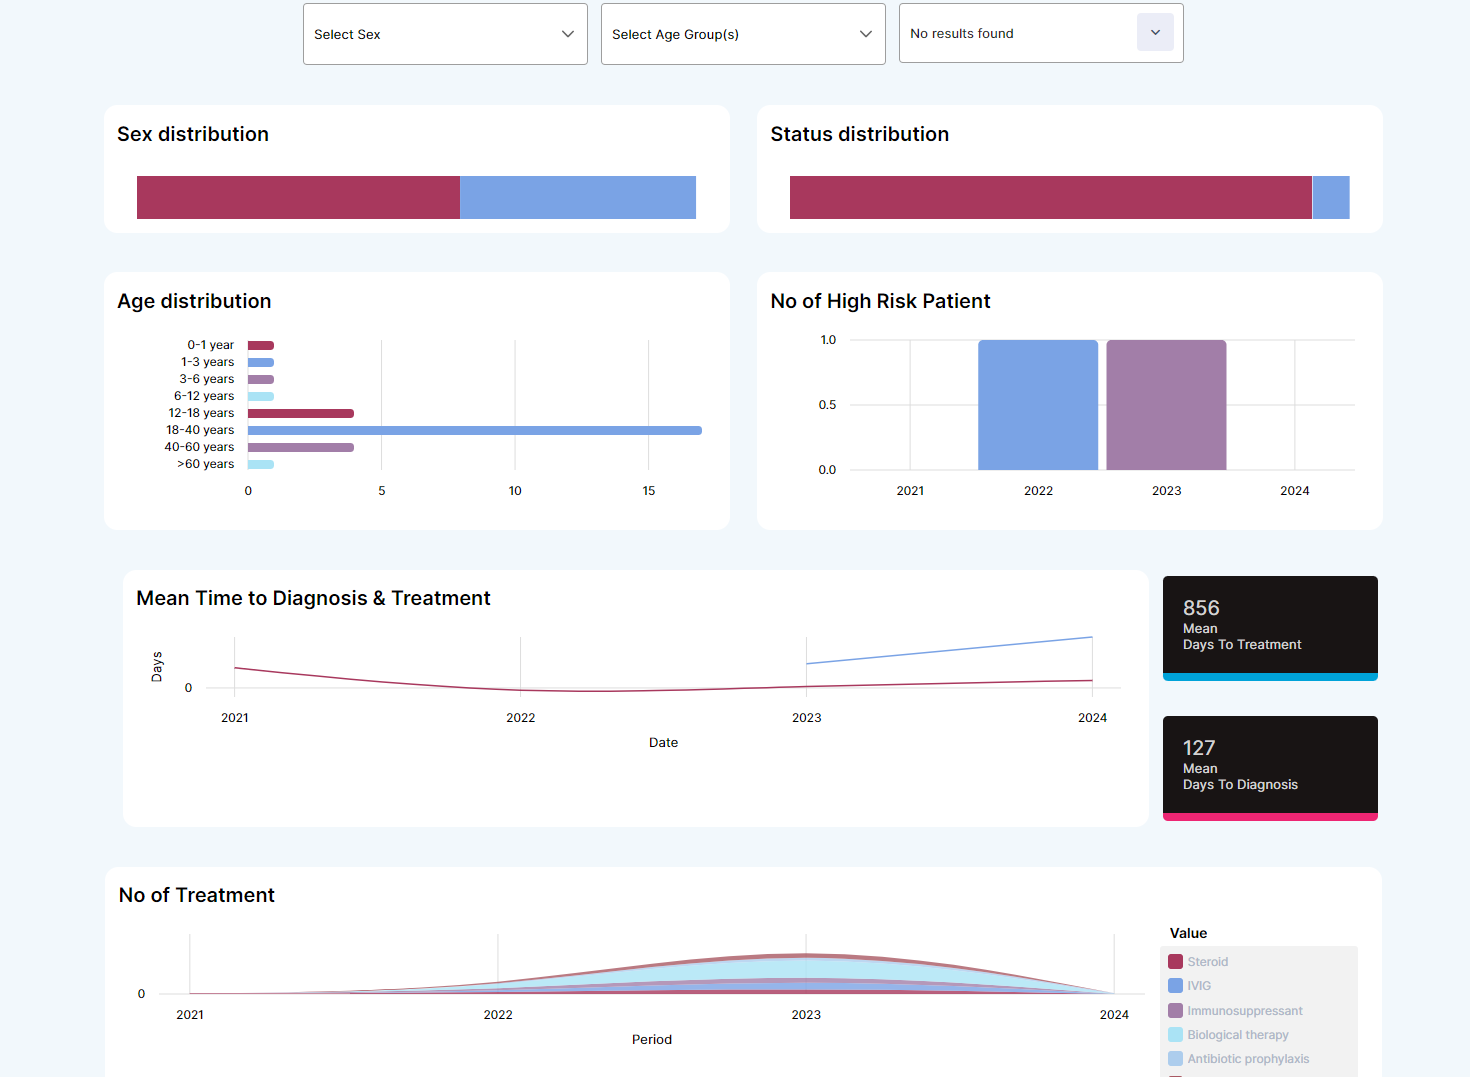 Select Sex
Select Age Group(s)
No results found
Sex distribution
Status distribution
Age distribution
0-1 year
1-3 years
3-6 years
6-12 years
12-18 years
18-40 years
40-60 years
>60 years
0
5
10
15
No of High Risk Patient
1.0
0.5
0.0
2021
2022
2023
2024
Mean Time to Diagnosis & Treatment
Days
0
2021
2022
2023
2024
Date
856
Mean
Days To Treatment
127
Mean
Days To Diagnosis
No of Treatment
0
2021
2022
2023
2024
Period
Value
Steroid
IVIG
Immunosuppressant
Biological therapy
Antibiotic prophylaxis